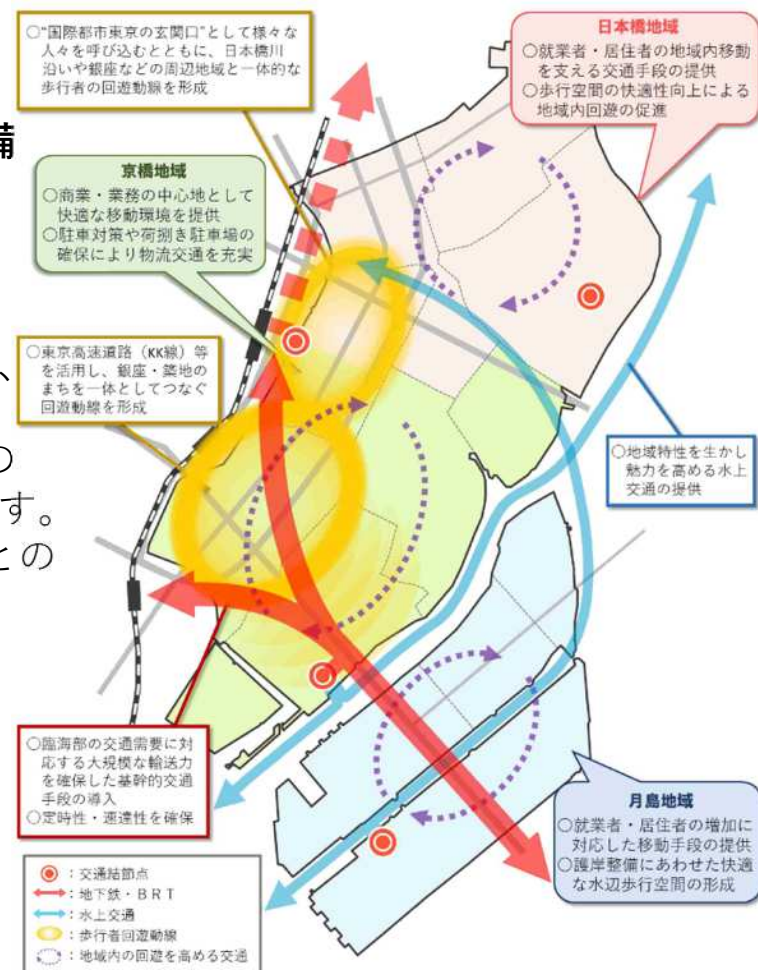 ○“国際都市東京の玄関口”として様々な
人々を呼び込むとともに、日本橋川
沿いや銀座などの周辺地域と一体的な
歩行者の回遊動線を形成
日本橋地域
○就業者・居住者の地域内移動
を支える交通手段の提供
○歩行空間の快適性向上による
地域内回遊の促進
備
京橋地域
○商業・業務の中心地として
快適な移動環境を提供
○駐車対策や荷捌き駐車場の
確保により物流交通を充実
○東京高速道路（KK線）等
を活用し、銀座・築地の
まちを一体としてつなぐ
回遊動線を形成
、
の
す。
との
○地域特性を生かし
魅力を高める水上
交通の提供
○臨海部の交通需要に対
応する大規模な輸送力
を確保した基幹的交通
手段の導入
○定時性・速達性を確保
月島地域
○就業者・居住者の増加に
対応した移動手段の提供
○護岸整備にあわせた快適
な水辺歩行空間の形成
：交通結節点
：地下鉄・BRT
：水上交通
：歩行者回遊動線
：地域内の回遊を高める交通